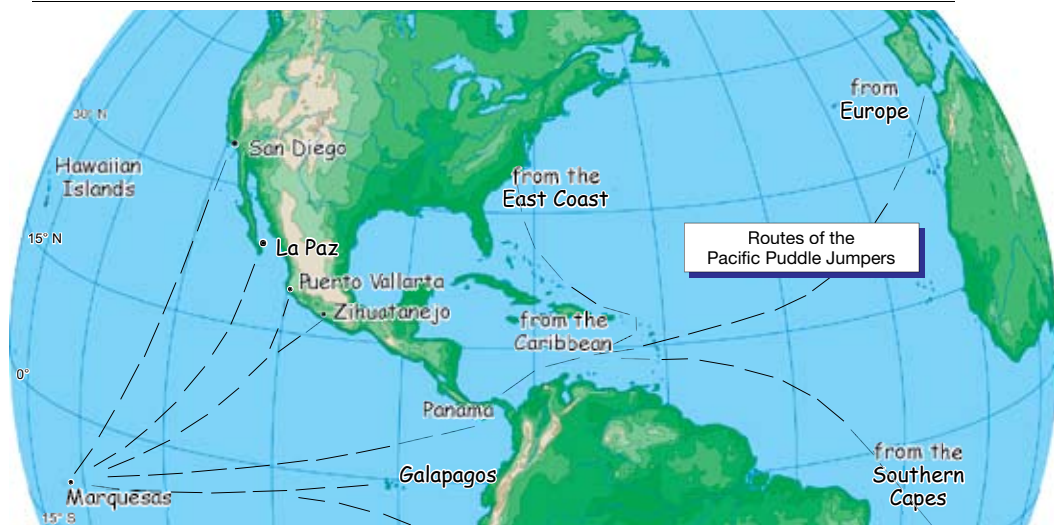 30° N
San Diego
Hawaiian
Islands
from
Europe
from the
East Coast
15° N
La Paz
Routes of the
Pacific Puddle Jumpers
Puerto Vallarta
Zihuatanejo
from the
Caribbean
0°
Panama
Galapagos
from the
Southern
Capes
Marquesas
15° S